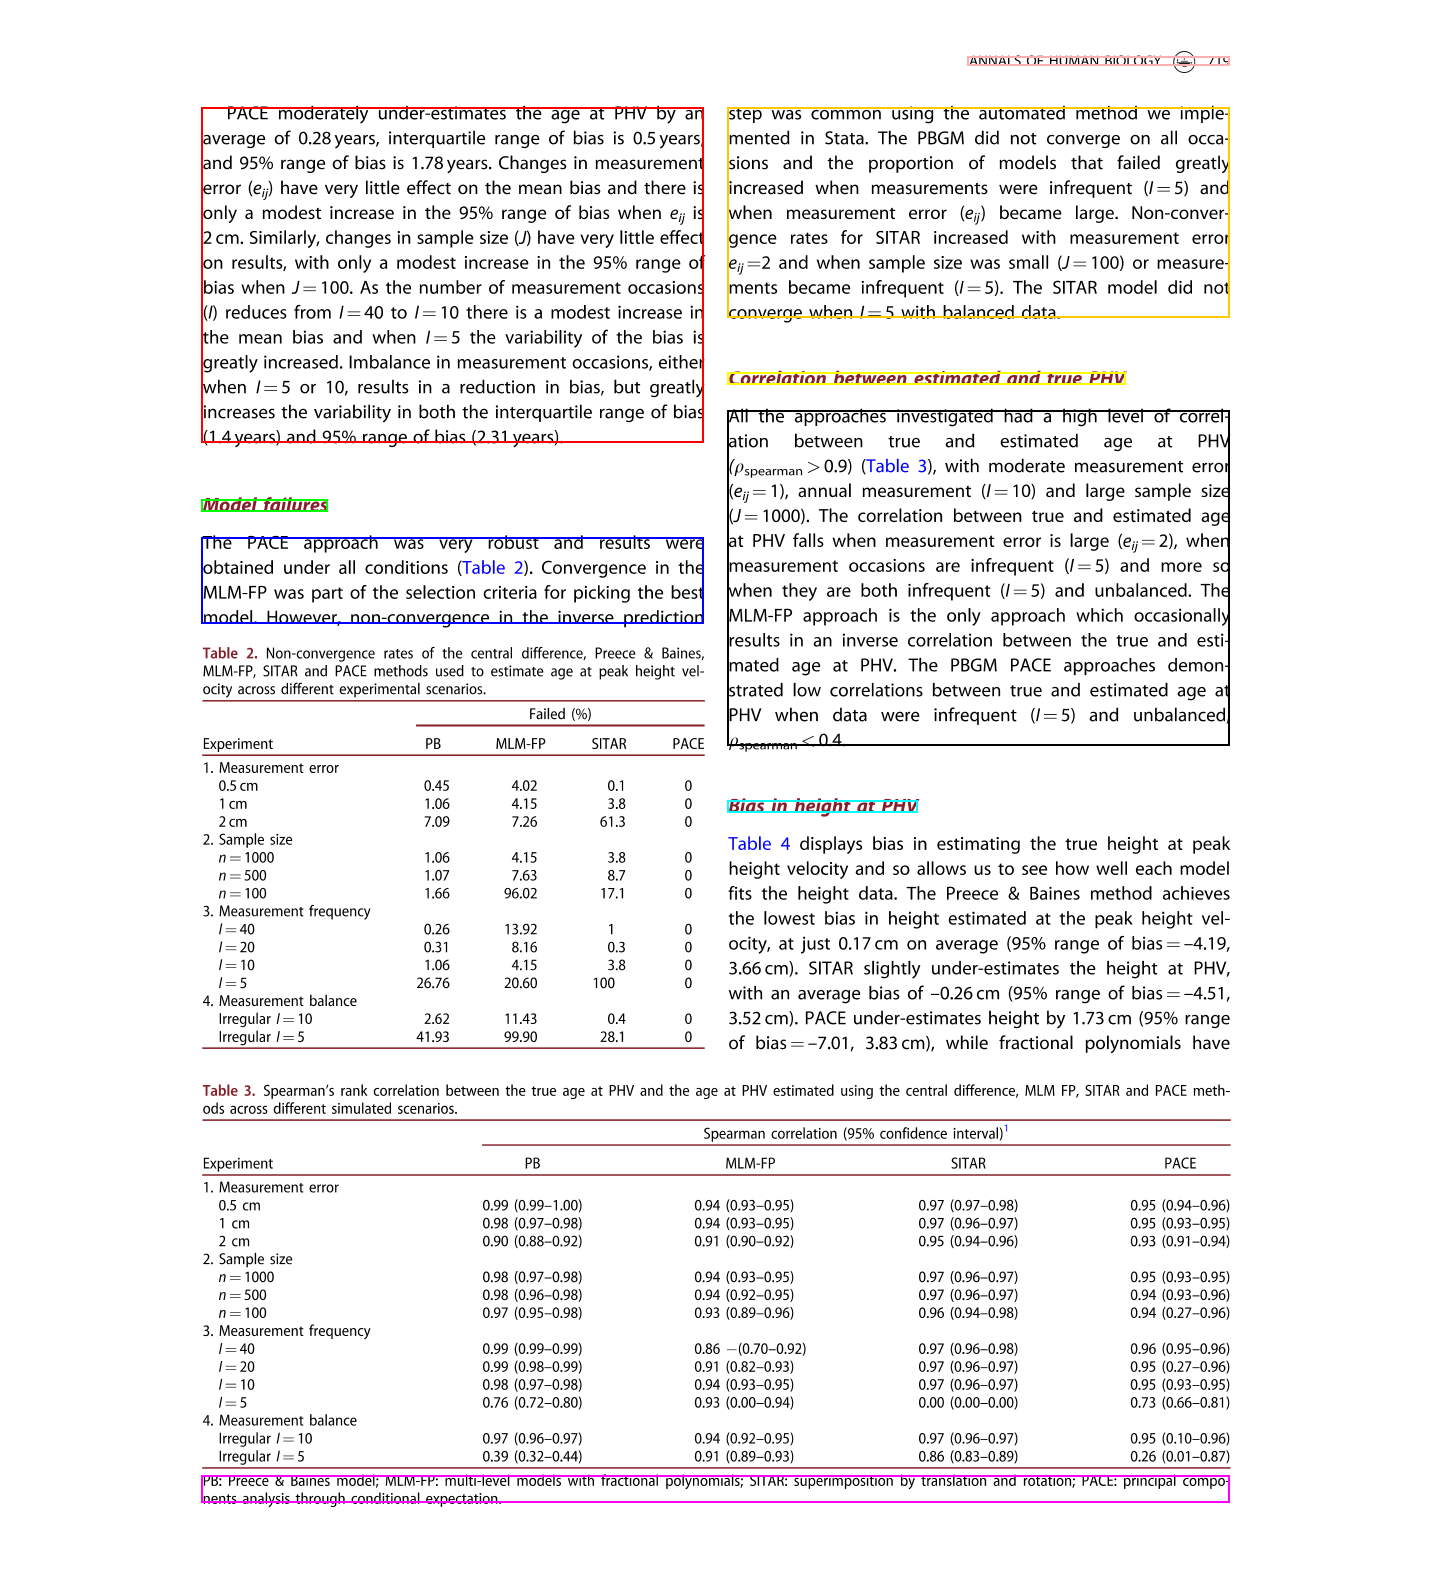 ANNALS OF HUMAN BIOLOGY 719
PACE moderately under-estimates the age at PHV by an
average of 0.28 years, interquartile range of bias is 0.5 years,
and 95% range of bias is 1.78 years. Changes in measurement
error (eij) have very little effect on the mean bias and there is
only a modest increase in the 95% range of bias when eij is
2 cm. Similarly, changes in sample size (J) have very little effect
on results, with only a modest increase in the 95% range of
bias when J = 100. As the number of measurement occasions
(I) reduces from I = 40 to I = 10 there is a modest increase in
the mean bias and when I = 5 the variability of the bias is
greatly increased. Imbalance in measurement occasions, either
when I = 5 or 10, results in a reduction in bias, but greatly
increases the variability in both the interquartile range of bias
(1.4 years) and 95% range of bias (2.31 years).
Model failures
The PACE approach was very robust and results were
obtained under all conditions (Table 2). Convergence in the
MLM-FP was part of the selection criteria for picking the best
model. However, non-convergence in the inverse prediction
Table 2. Non-convergence rates of the central difference, Preece & Baines,
MLM-FP, SITAR and PACE methods used to estimate age at peak height vel-
ocity across different experimental scenarios.
Failed (%)
Experiment PB MLM-FP SITAR PACE
1. Measurement error
0.5 cm 0.45 4.02 0.1 0
1 cm 1.06 4.15 3.8 0
2 cm 7.09 7.26 61.3 0
2. Sample size
n = 1000 1.06 4.15 3.8 0
n = 500 1.07 7.63 8.7 0
n = 100 1.66 96.02 17.1 0
3. Measurement frequency
I = 40 0.26 13.92 1 0
I = 20 0.31 8.16 0.3 0
I = 10 1.06 4.15 3.8 0
I = 5 26.76 20.60 100 0
4. Measurement balance
Irregular I = 10 2.62 11.43 0.4 0
Irregular I = 5 41.93 99.90 28.1 0
step was common using the automated method we imple-
mented in Stata. The PBGM did not converge on all occa-
sions and the proportion of models that failed greatly
increased when measurements were infrequent (I = 5) and
when measurement error (eij) became large. Non-conver-
gence rates for SITAR increased with measurement error
eij =2 and when sample size was small (J = 100) or measure-
ments became infrequent (I = 5). The SITAR model did not
converge when I = 5 with balanced data.
Correlation between estimated and true PHV
All the approaches investigated had a high level of correl-
ation between true and estimated age at PHV
(ρspearman > 0.9) (Table 3), with moderate measurement error
(eij = 1), annual measurement (I = 10) and large sample size
(J = 1000). The correlation between true and estimated age
at PHV falls when measurement error is large (eij = 2), when
measurement occasions are infrequent (I = 5) and more so
when they are both infrequent (I = 5) and unbalanced. The
MLM-FP approach is the only approach which occasionally
results in an inverse correlation between the true and esti-
mated age at PHV. The PBGM PACE approaches demon-
strated low correlations between true and estimated age at
PHV when data were infrequent (I = 5) and unbalanced,
ρspearman < 0.4.
Bias in height at PHV
Table 4 displays bias in estimating the true height at peak
height velocity and so allows us to see how well each model
fits the height data. The Preece & Baines method achieves
the lowest bias in height estimated at the peak height vel-
ocity, at just 0.17 cm on average (95% range of bias = –4.19,
3.66 cm). SITAR slightly under-estimates the height at PHV,
with an average bias of –0.26 cm (95% range of bias = –4.51,
3.52 cm). PACE under-estimates height by 1.73 cm (95% range
of bias = –7.01, 3.83 cm), while fractional polynomials have
Table 3. Spearman's rank correlation between the true age at PHV and the age at PHV estimated using the central difference, MLM FP, SITAR and PACE meth-
ods across different simulated scenarios.
Spearman correlation (95% confidence interval)1
Experiment PB MLM-FP SITAR PACE
1. Measurement error
0.5 cm 0.99 (0.99–1.00) 0.94 (0.93–0.95) 0.97 (0.97–0.98) 0.95 (0.94–0.96)
1 cm 0.98 (0.97–0.98) 0.94 (0.93–0.95) 0.97 (0.96–0.97) 0.95 (0.93–0.95)
2 cm 0.90 (0.88–0.92) 0.91 (0.90–0.92) 0.95 (0.94–0.96) 0.93 (0.91–0.94)
2. Sample size
n = 1000 0.98 (0.97–0.98) 0.94 (0.93–0.95) 0.97 (0.96–0.97) 0.95 (0.93–0.95)
n = 500 0.98 (0.96–0.98) 0.94 (0.92–0.95) 0.97 (0.96–0.97) 0.94 (0.93–0.96)
n = 100 0.97 (0.95–0.98) 0.93 (0.89–0.96) 0.96 (0.94–0.98) 0.94 (0.27–0.96)
3. Measurement frequency
I = 40 0.99 (0.99–0.99) 0.86 –(0.70–0.92) 0.97 (0.96–0.98) 0.96 (0.95–0.96)
I = 20 0.99 (0.98–0.99) 0.91 (0.82–0.93) 0.97 (0.96–0.97) 0.95 (0.27–0.96)
I = 10 0.98 (0.97–0.98) 0.94 (0.93–0.95) 0.97 (0.96–0.97) 0.95 (0.93–0.95)
I = 5 0.76 (0.72–0.80) 0.93 (0.00–0.94) 0.00 (0.00–0.00) 0.73 (0.66–0.81)
4. Measurement balance
Irregular I = 10 0.97 (0.96–0.97) 0.94 (0.92–0.95) 0.97 (0.96–0.97) 0.95 (0.10–0.96)
Irregular I = 5 0.39 (0.32–0.44) 0.91 (0.89–0.93) 0.86 (0.83–0.89) 0.26 (0.01–0.87)
PB: Preece & Baines model; MLM-FP: multi-level models with fractional polynomials; SITAR: superimposition by translation and rotation; PACE: principal compo-
nents analysis through conditional expectation.